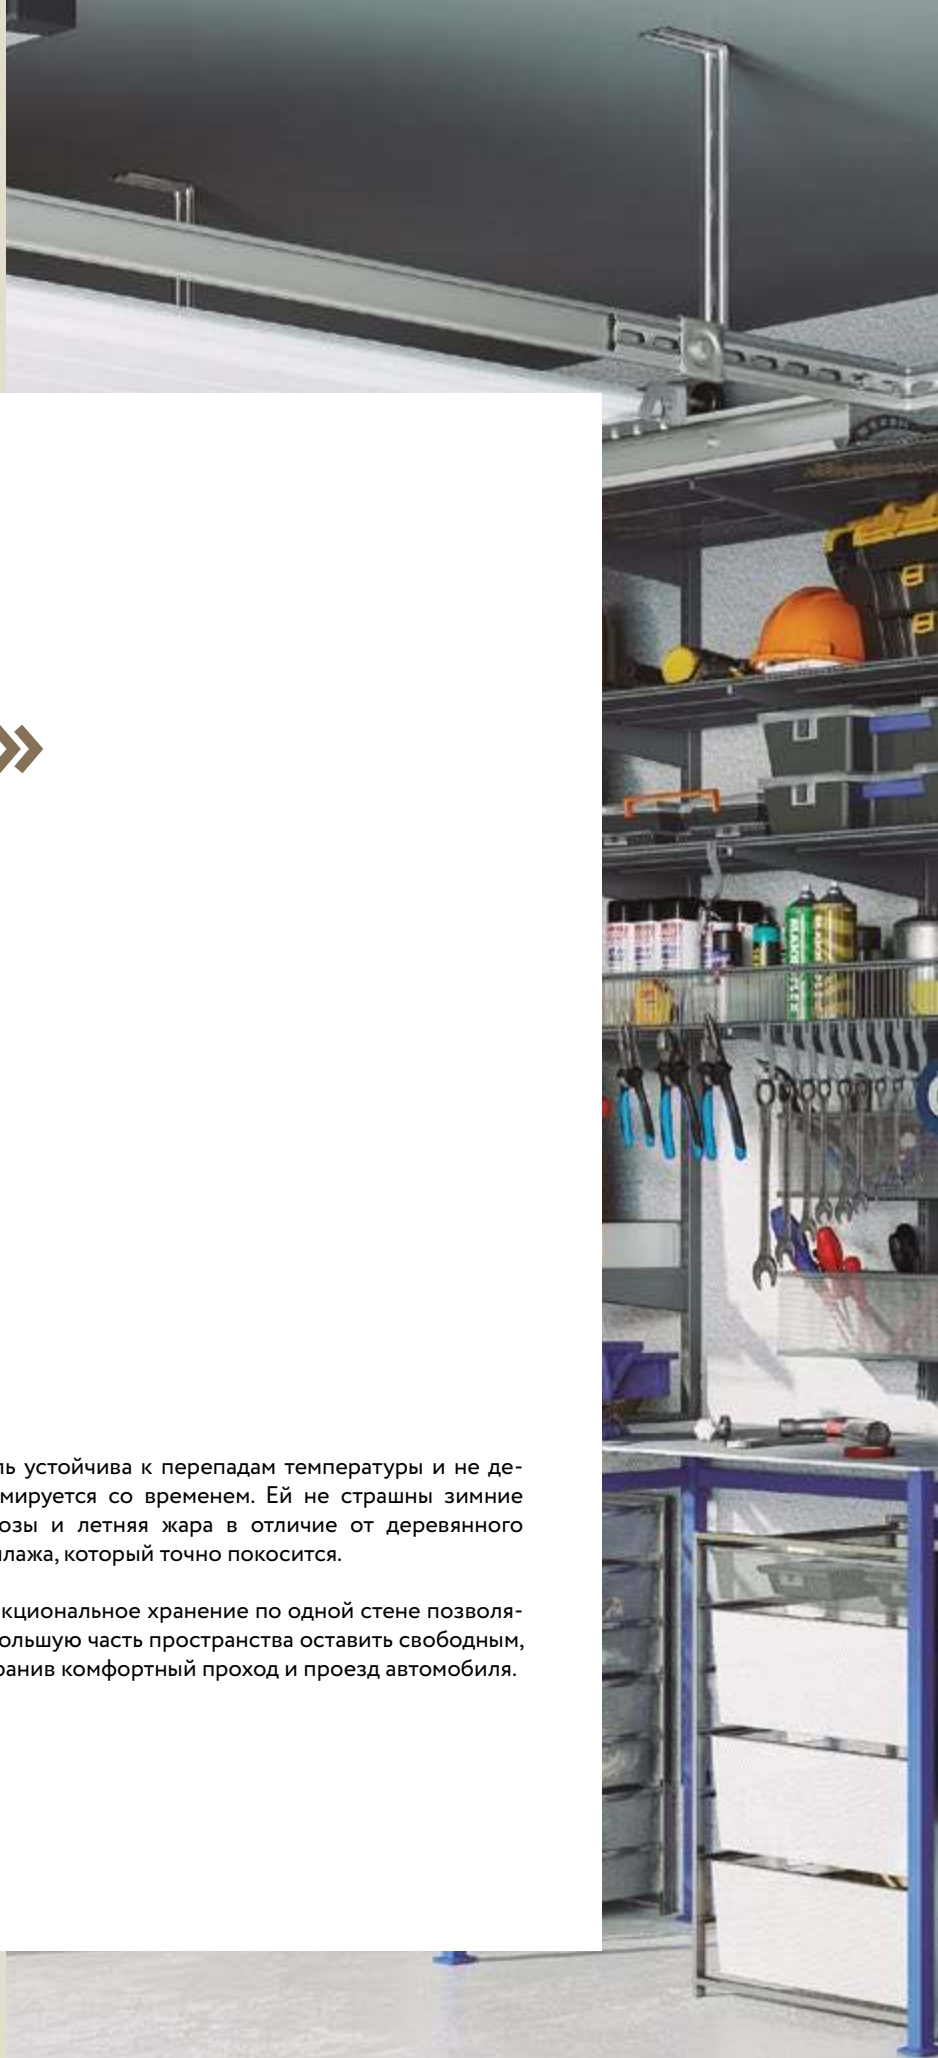 »
ль устойчива к перепадам температуры и не де-
мируется со временем. Ей не страшны зимние
озы и летняя жара в отличие от деревянного
лажа, который точно покосится.
кциональное хранение по одной стене позволя-
ольшую часть пространства оставить свободным,
ранив комфортный проход и проезд автомобиля.